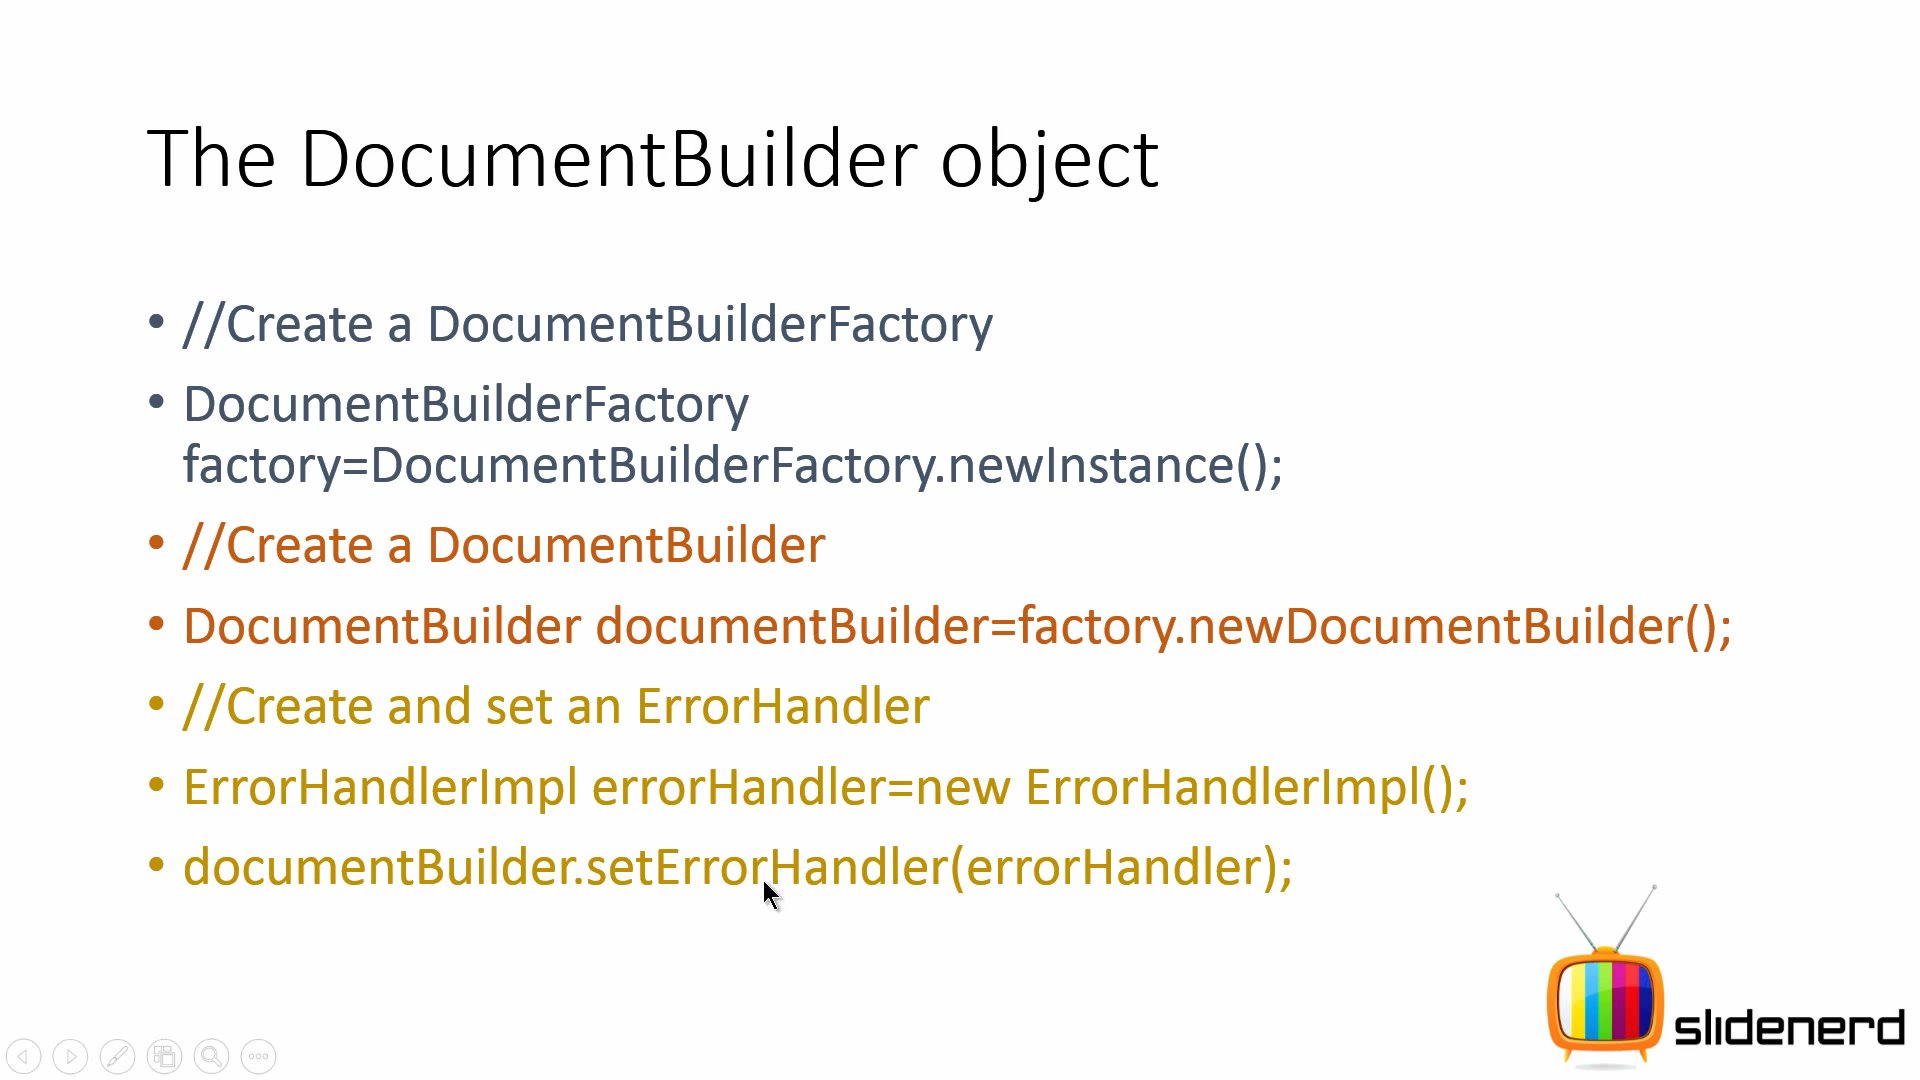 The DocumentBuilder object
• //Create a DocumentBuilderFactory
• DocumentBuilderFactory
factory=DocumentBuilderFactory.newInstance();
• //Create a DocumentBuilder
• DocumentBuilder documentBuilder=factory.newDocumentBuilder();
• //Create and set an ErrorHandler
• ErrorHandlerImpl errorHandler=new ErrorHandlerImpl();
• documentBuilder.setErrorHandler(errorHandler);
slidenerd